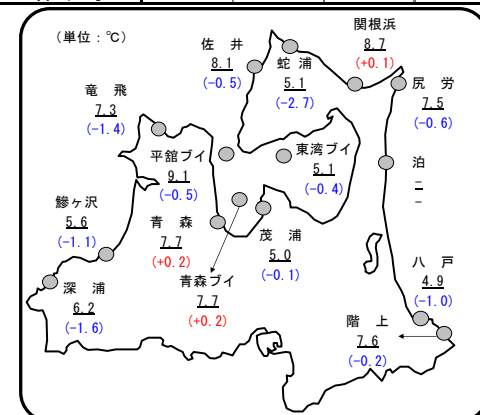 (単位：℃)
関根浜
8.7
(+0.1)
佐 井
8.1
(-0.5)
蛇 浦
5.1
(-2.7)
尻 労
7.5
(-0.6)
竜 飛
7.3
(-1.4)
平舘ブイ
9.1
(-0.5)
東湾ブイ
5.1
(-0.4)
泊
-
-
鰺ヶ沢
5.6
(-1.1)
青 森
7.7
(+0.2)
茂 浦
5.0
(-0.1)
青森ブイ
7.7
(+0.2)
八 戸
4.9
(-1.0)
深 浦
6.2
(-1.6)
階 上
7.6
(-0.2)